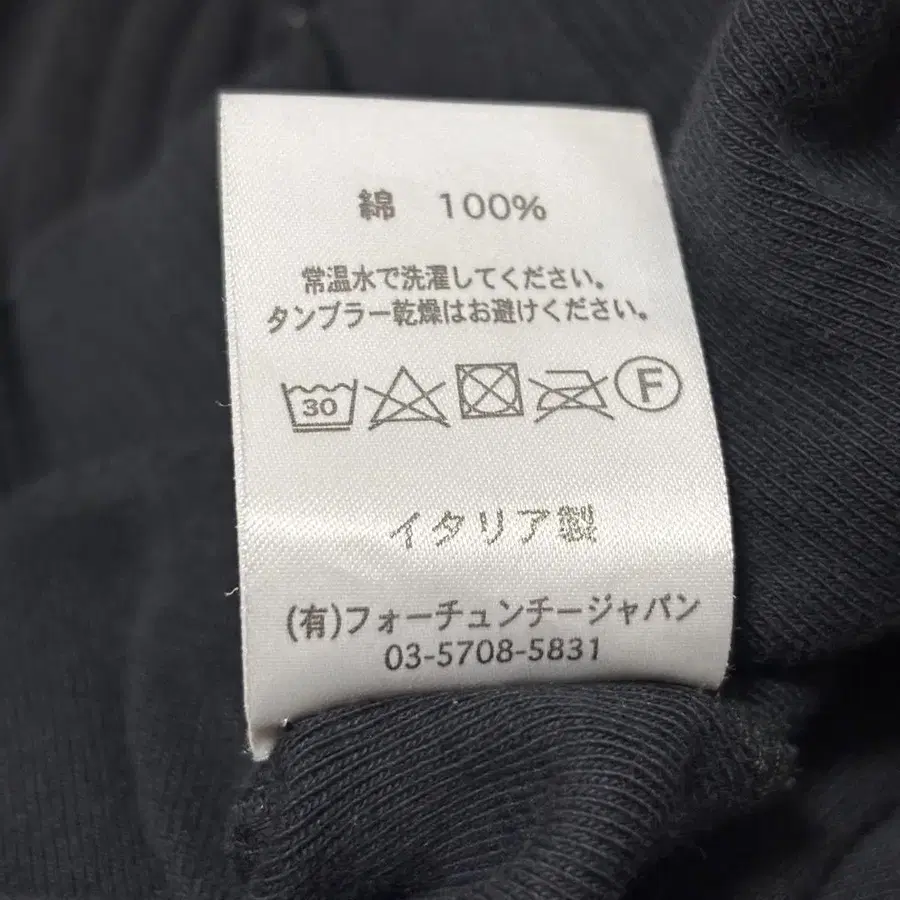 綿 100%
常温水で洗濯してください。
タンブラー乾燥はお避けください。
30 F
イタリア製
(有)フォーチュンチージャパン
03-5708-5831